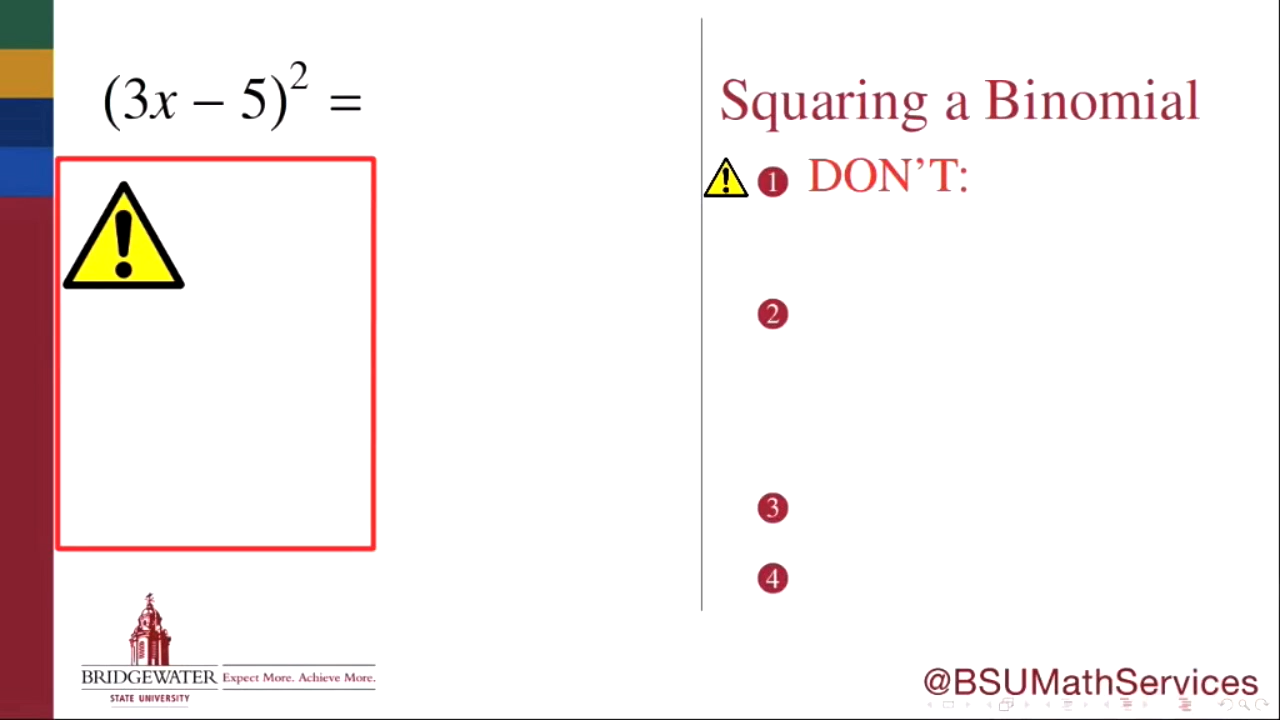 (3x − 5)² =
Squaring a Binomial
1 DON'T:
2
3
4
BRIDGEWATER
STATE UNIVERSITY
Expect More. Achieve More.
@BSUMathServices